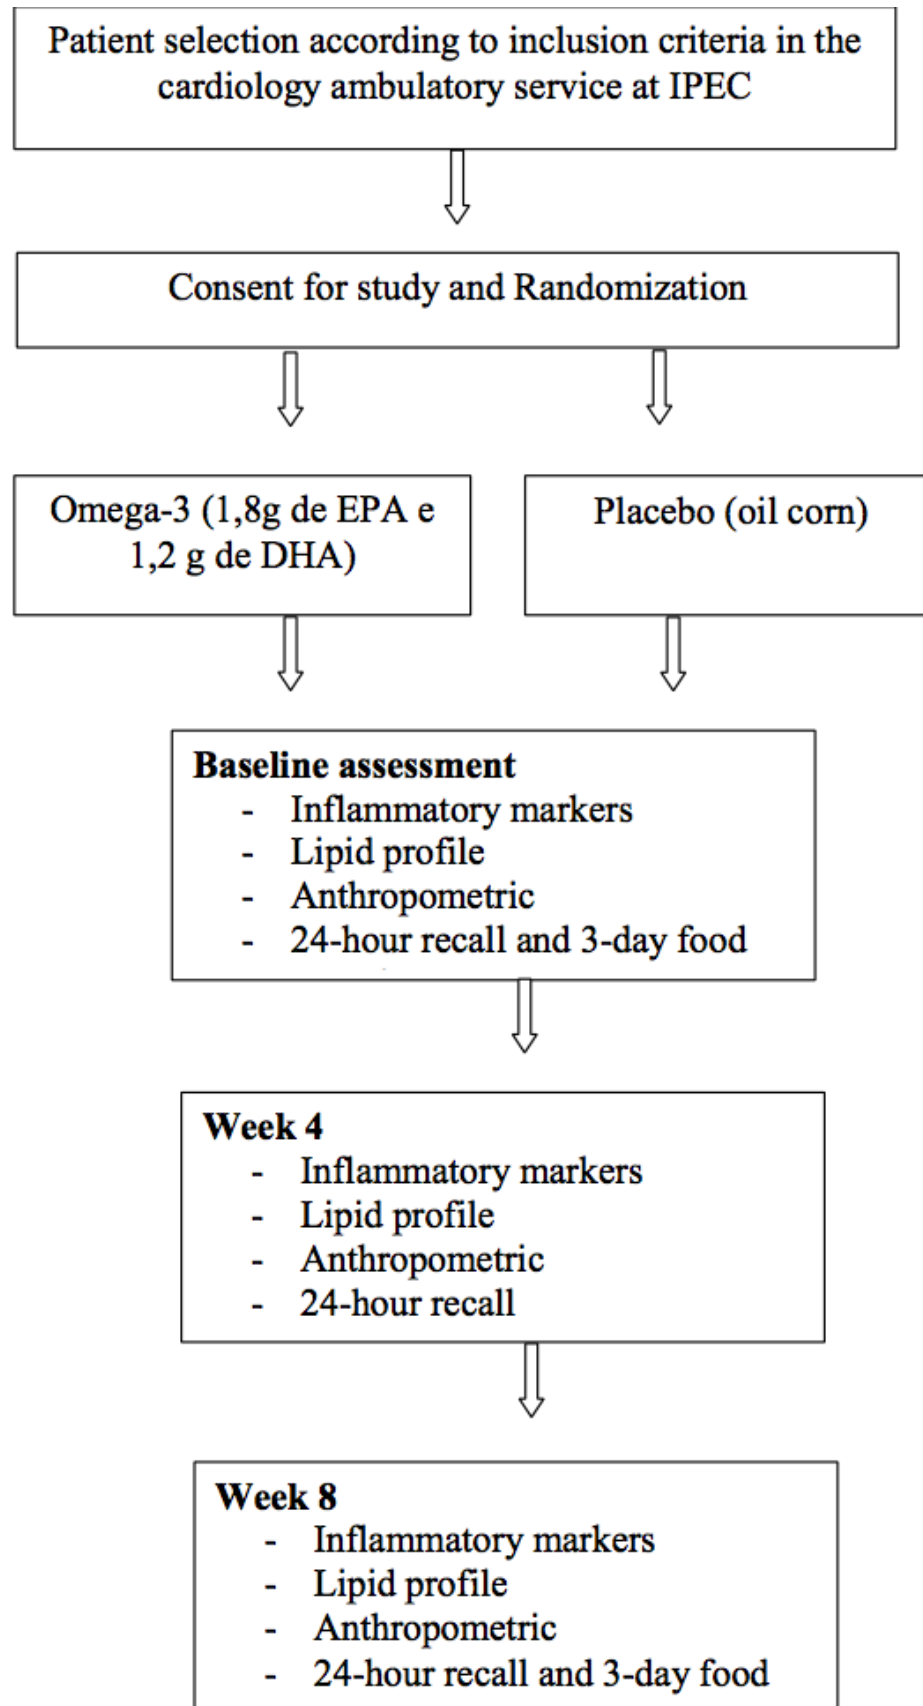 Patient selection according to inclusion criteria in the
cardiology ambulatory service at IPEC
Consent for study and Randomization
Omega-3 (1,8g de EPA e
1,2 g de DHA)
Placebo (oil corn)
Baseline assessment
- Inflammatory markers
- Lipid profile
- Anthropometric
- 24-hour recall and 3-day food
Week 4
- Inflammatory markers
- Lipid profile
- Anthropometric
- 24-hour recall
Week 8
- Inflammatory markers
- Lipid profile
- Anthropometric
- 24-hour recall and 3-day food